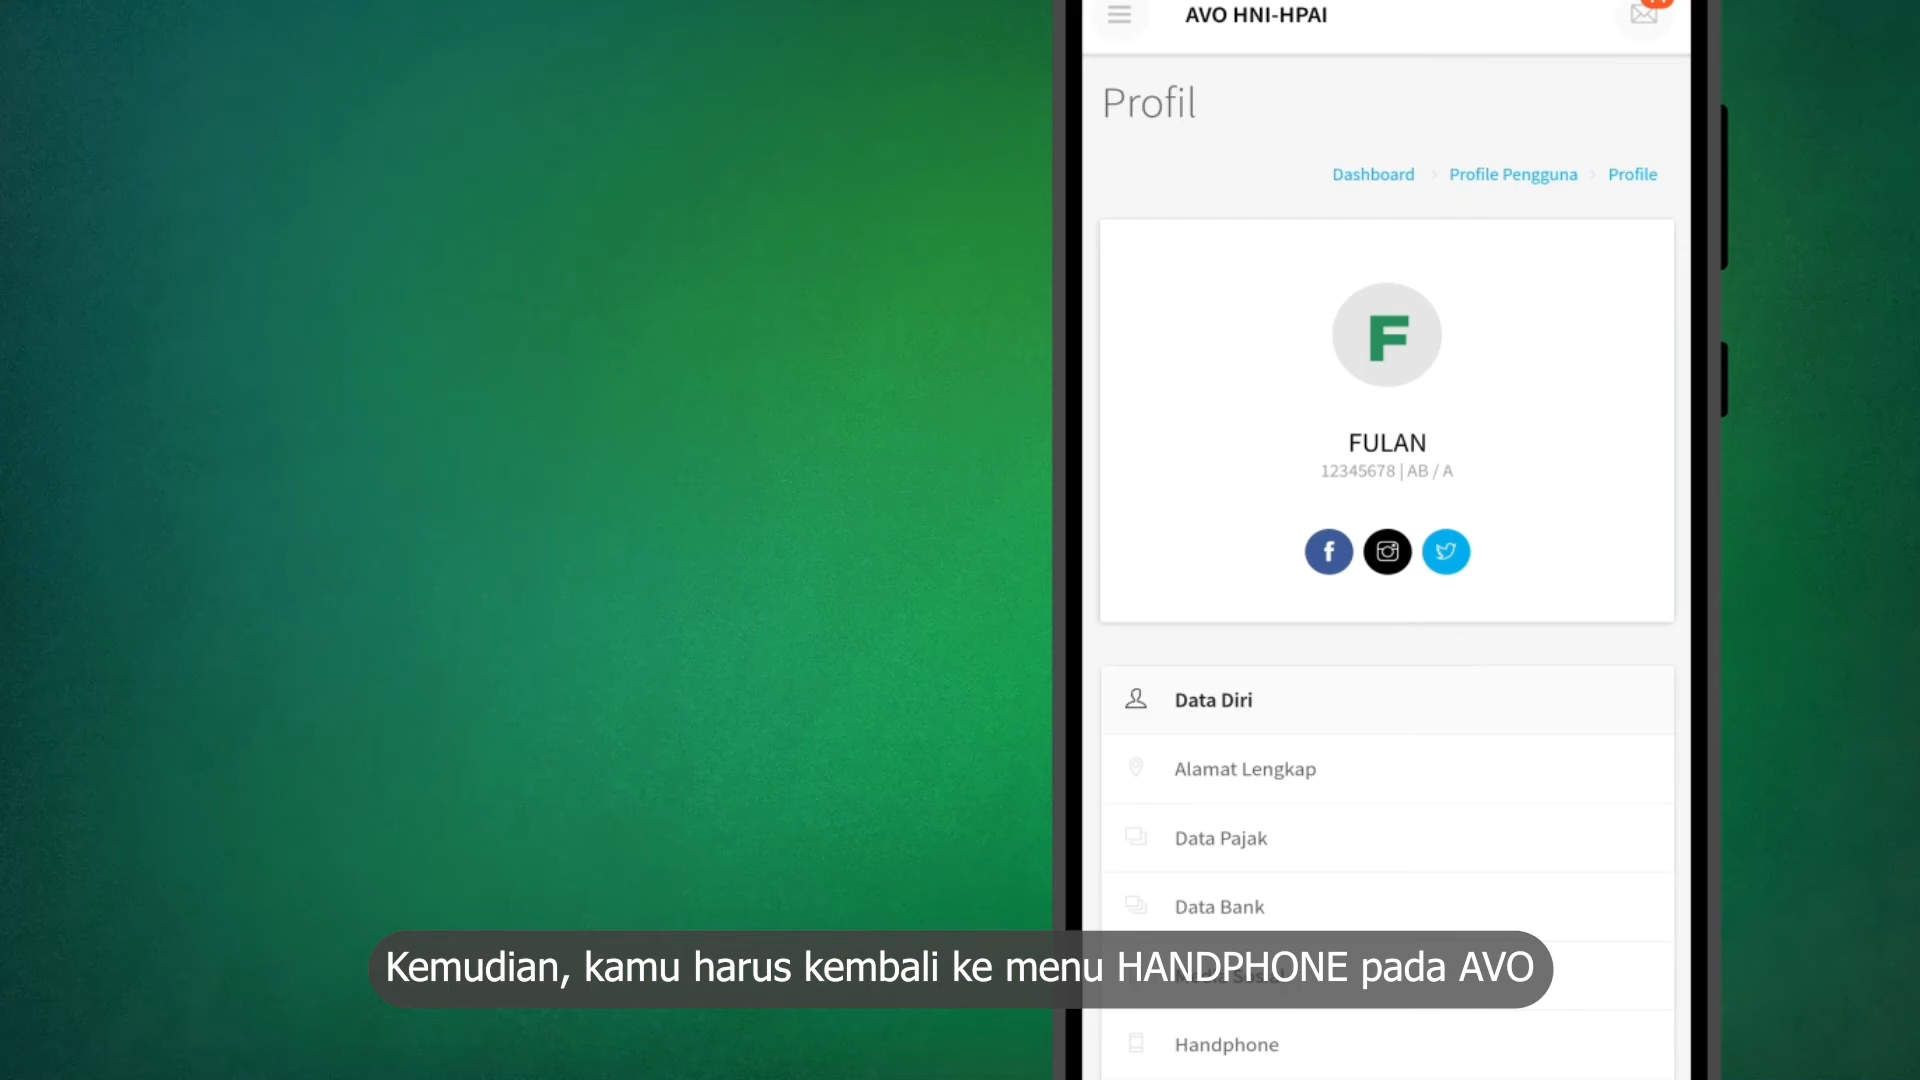 AVO HNI-HPAI
Profil
Dashboard > Profile Pengguna > Profile
F
FULAN
12345678 | AB / A
Data Diri
Alamat Lengkap
Data Pajak
Data Bank
Kemudian, kamu harus kembali ke menu HANDPHONE pada AVO
Handphone